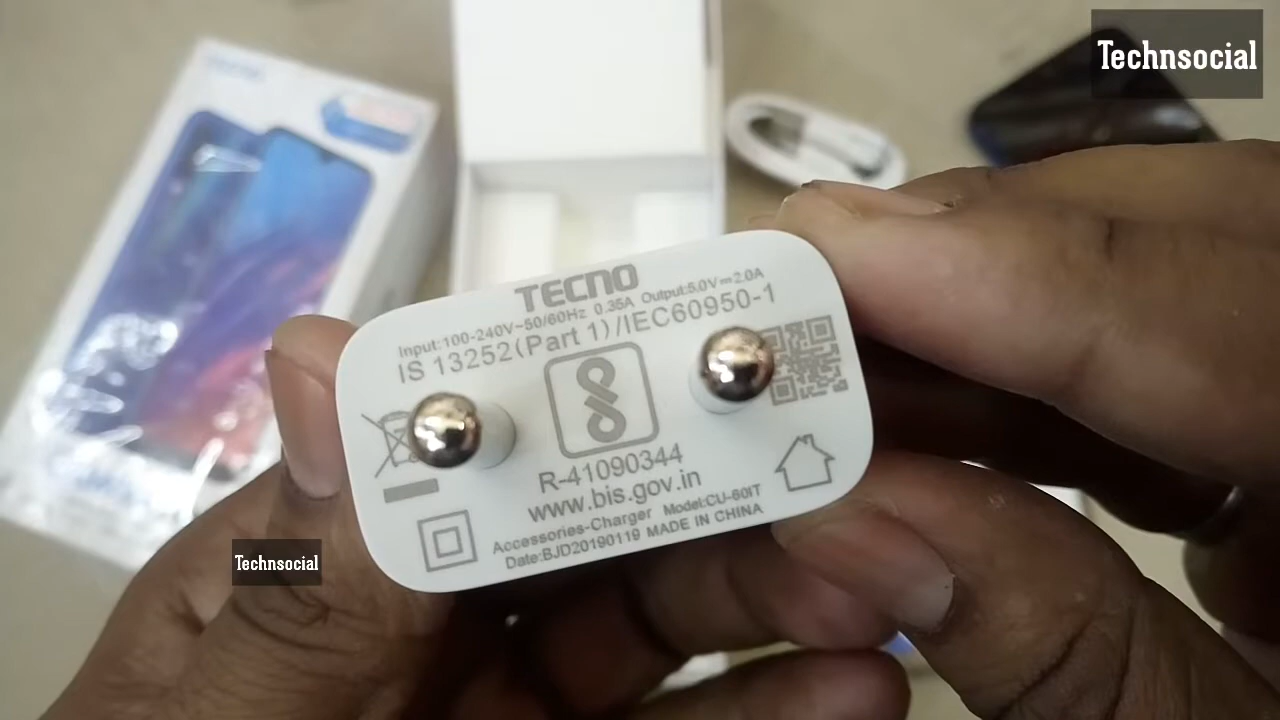 Technsocial
TECNO
Input:100-240V~50/60Hz 0.35A Output:5.0V⎓2.0A
IS 13252(Part 1)/IEC60950-1
R-41090344
www.bis.gov.in
Accessories-Charger Model:CU-60IT
Date:BJD20190119 MADE IN CHINA
Technsocial